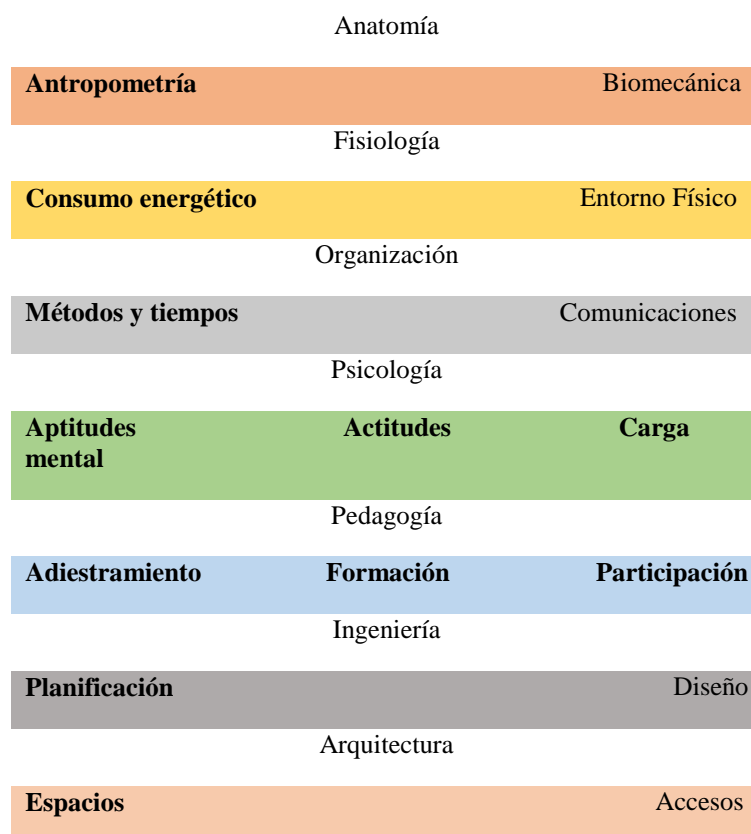 Anatomía
Antropometría Biomecánica
Fisiología
Consumo energético Entorno Físico
Organización
Métodos y tiempos Comunicaciones
Psicología
Aptitudes Actitudes Carga
mental
Pedagogía
Adiestramiento Formación Participación
Ingeniería
Planificación Diseño
Arquitectura
Espacios Accesos